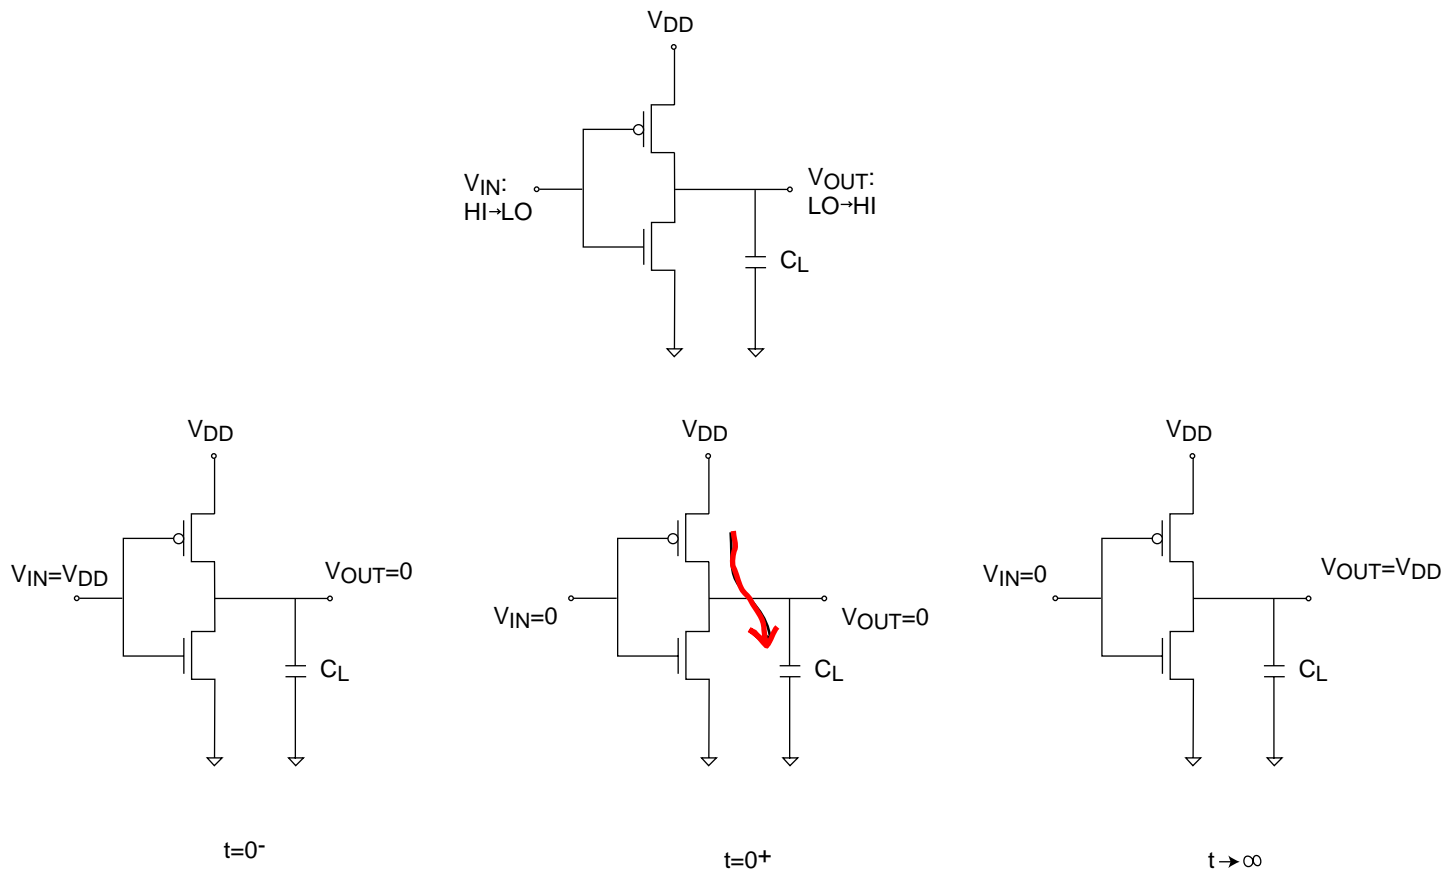 VDD
VIN:
HI→LO
VOUT:
LO→HI
CL
VDD
VIN=VDD
VOUT=0
CL
t=0-
VDD
VIN=0
VOUT=0
CL
t=0+
VDD
VIN=0
VOUT=VDD
CL
t→∞